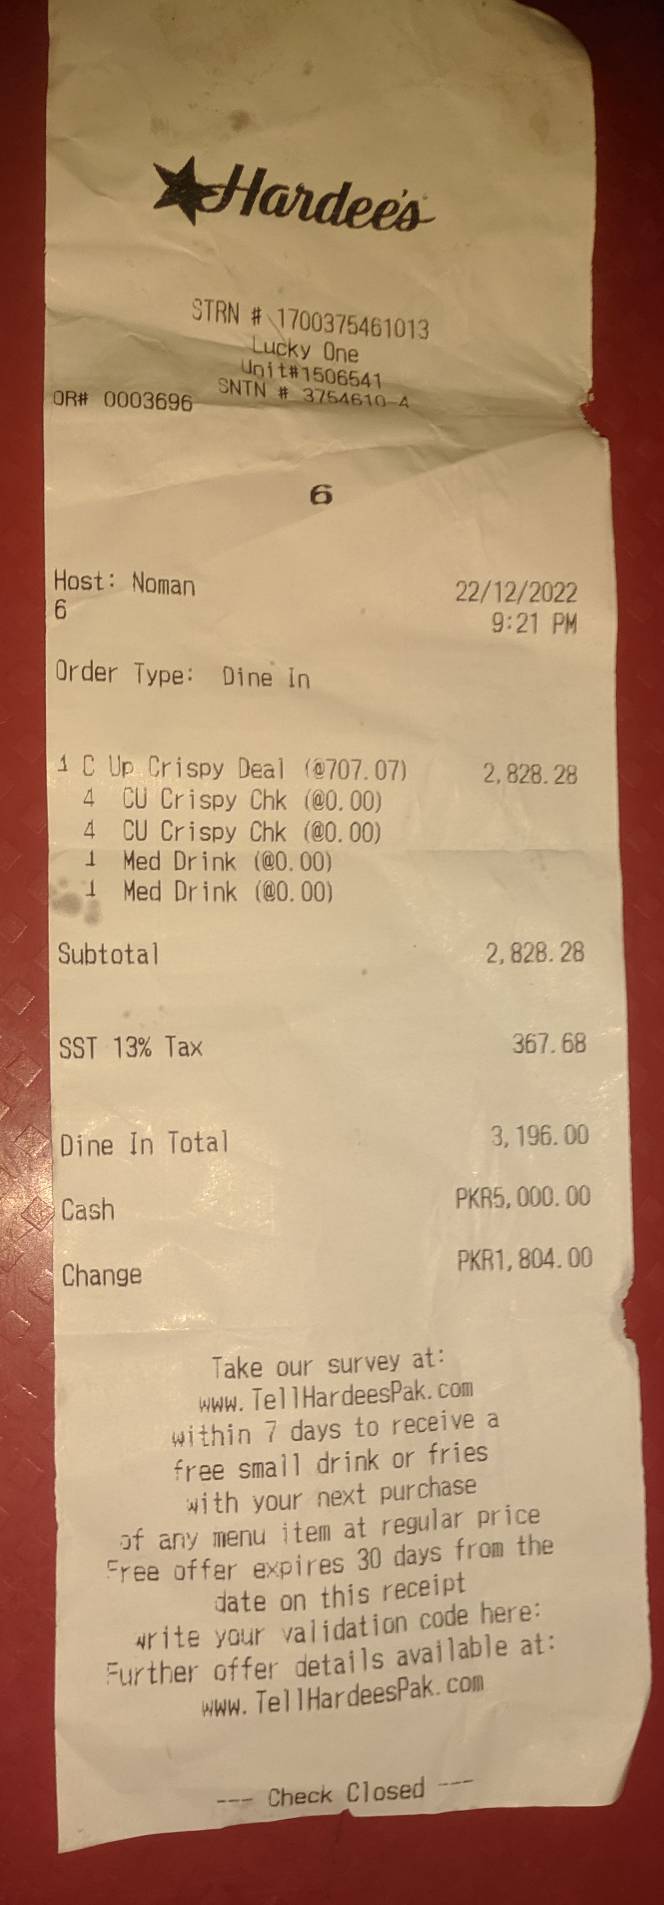 Hardee's
STRN # 1700375461013
Lucky One
Unit#1506541
OR# 0003696 SNTN # 3754610-4
6
Host: Noman 22/12/2022
6 9:21 PM
Order Type: Dine In
1 C Up Crispy Deal (@707.07) 2,828.28
4 CU Crispy Chk (@0.00)
4 CU Crispy Chk (@0.00)
1 Med Drink (@0.00)
1 Med Drink (@0.00)
Subtotal 2,828.28
SST 13% Tax 367.68
Dine In Total 3,196.00
Cash PKR5,000.00
Change PKR1,804.00
Take our survey at:
www.TellHardeesPak.com
within 7 days to receive a
free small drink or fries
with your next purchase
of any menu item at regular price
Free offer expires 30 days from the
date on this receipt
write your validation code here:
Further offer details available at:
www.TellHardeesPak.com
--- Check Closed ---